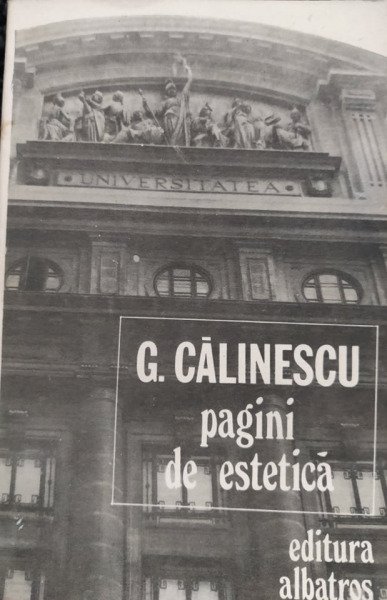 • UNIVERSITATEA •
G. CĂLINESCU
pagini
de estetică
editura
albatros